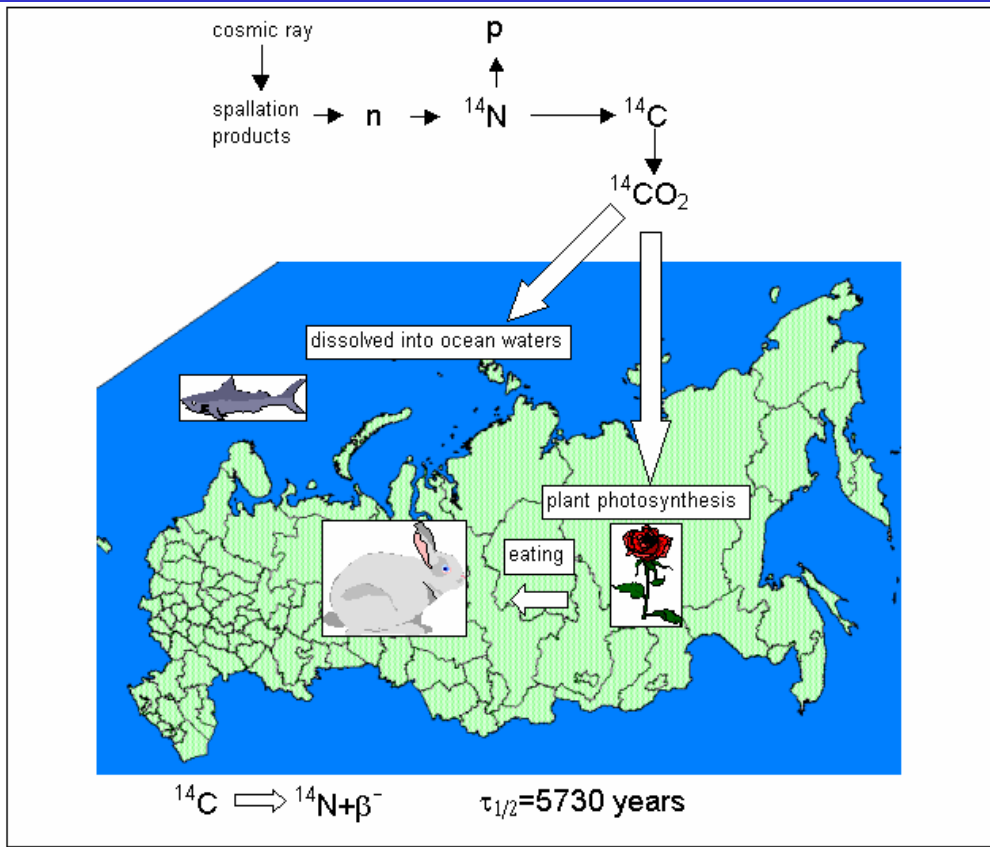 cosmic ray
p
spallation
products
n
¹⁴N
¹⁴C
¹⁴CO₂
dissolved into ocean waters
plant photosynthesis
eating
¹⁴C ⇨ ¹⁴N+β⁻
τ₁/₂=5730 years